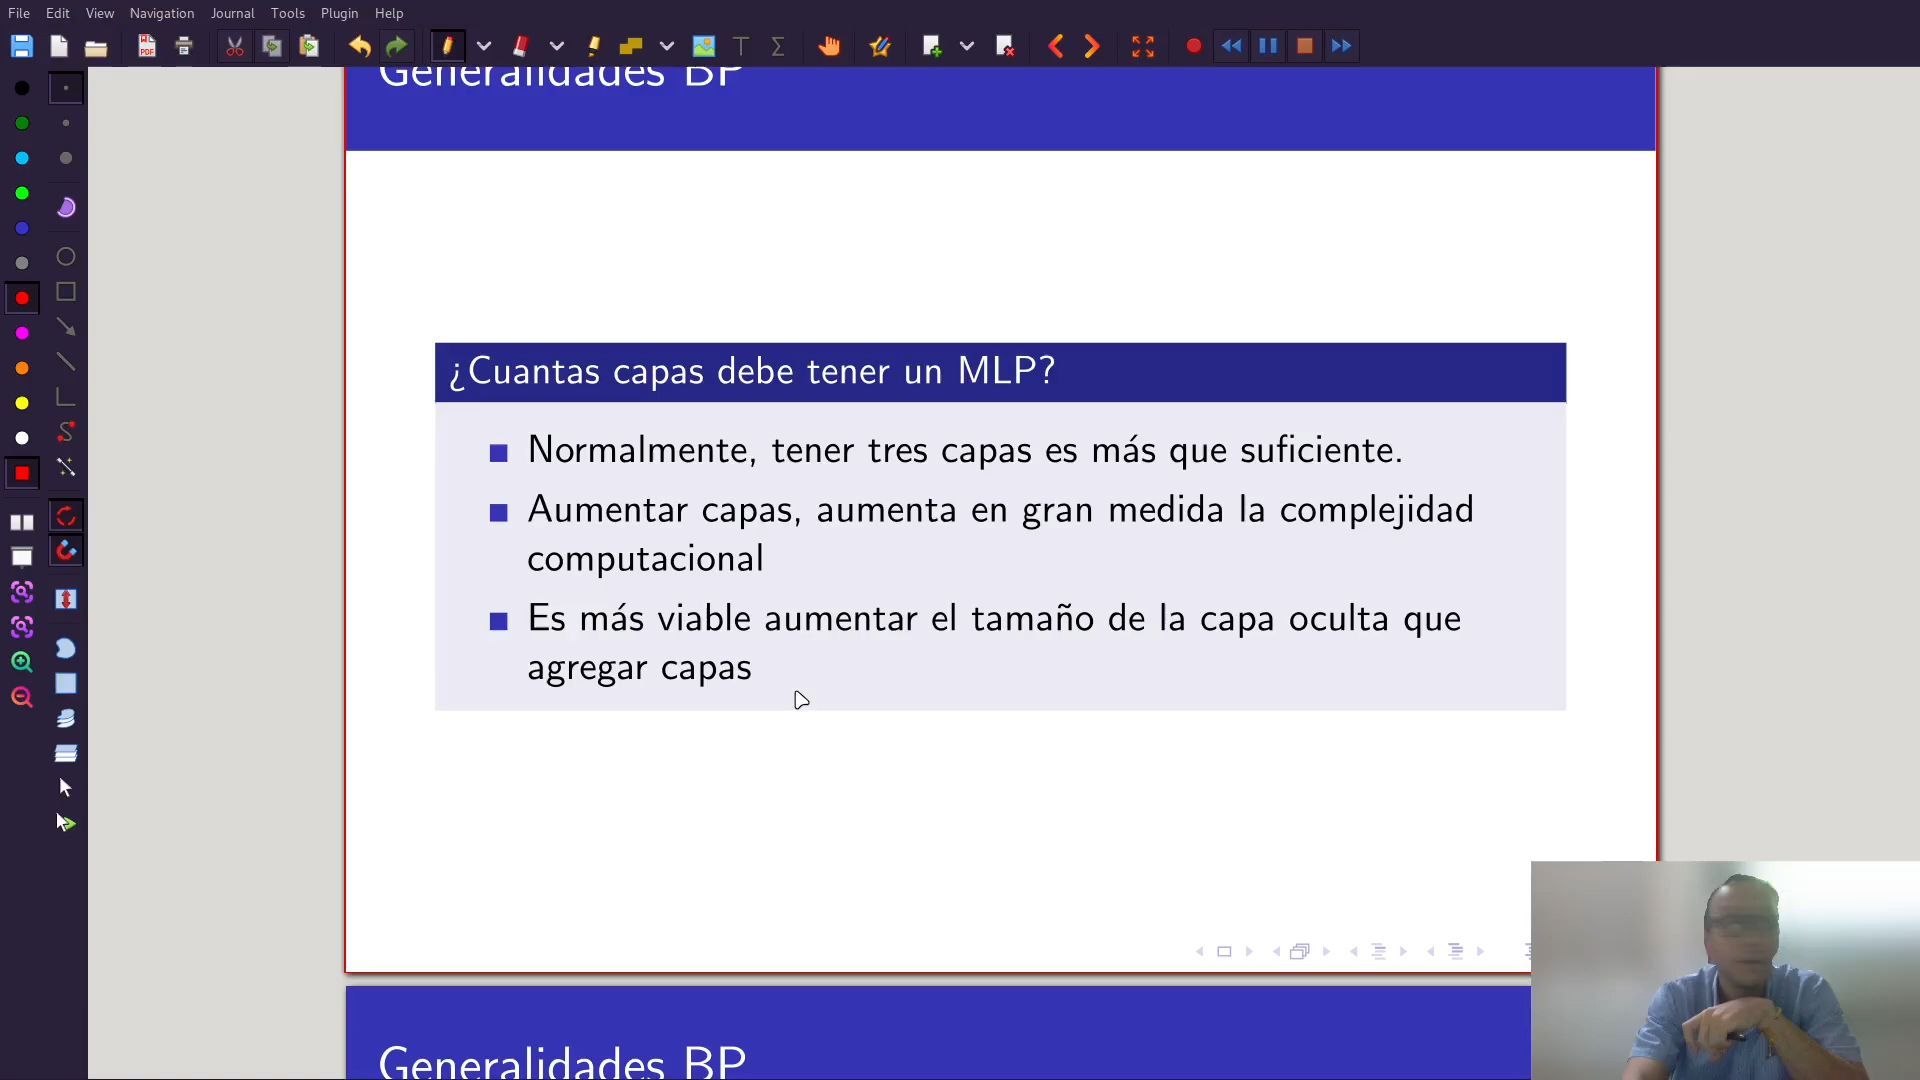 File Edit View Navigation Journal Tools Plugin Help
PDF
Generalidades BP
¿Cuantas capas debe tener un MLP?
Normalmente, tener tres capas es más que suficiente.
Aumentar capas, aumenta en gran medida la complejidad
computacional
Es más viable aumentar el tamaño de la capa oculta que
agregar capas
Generalidades BP